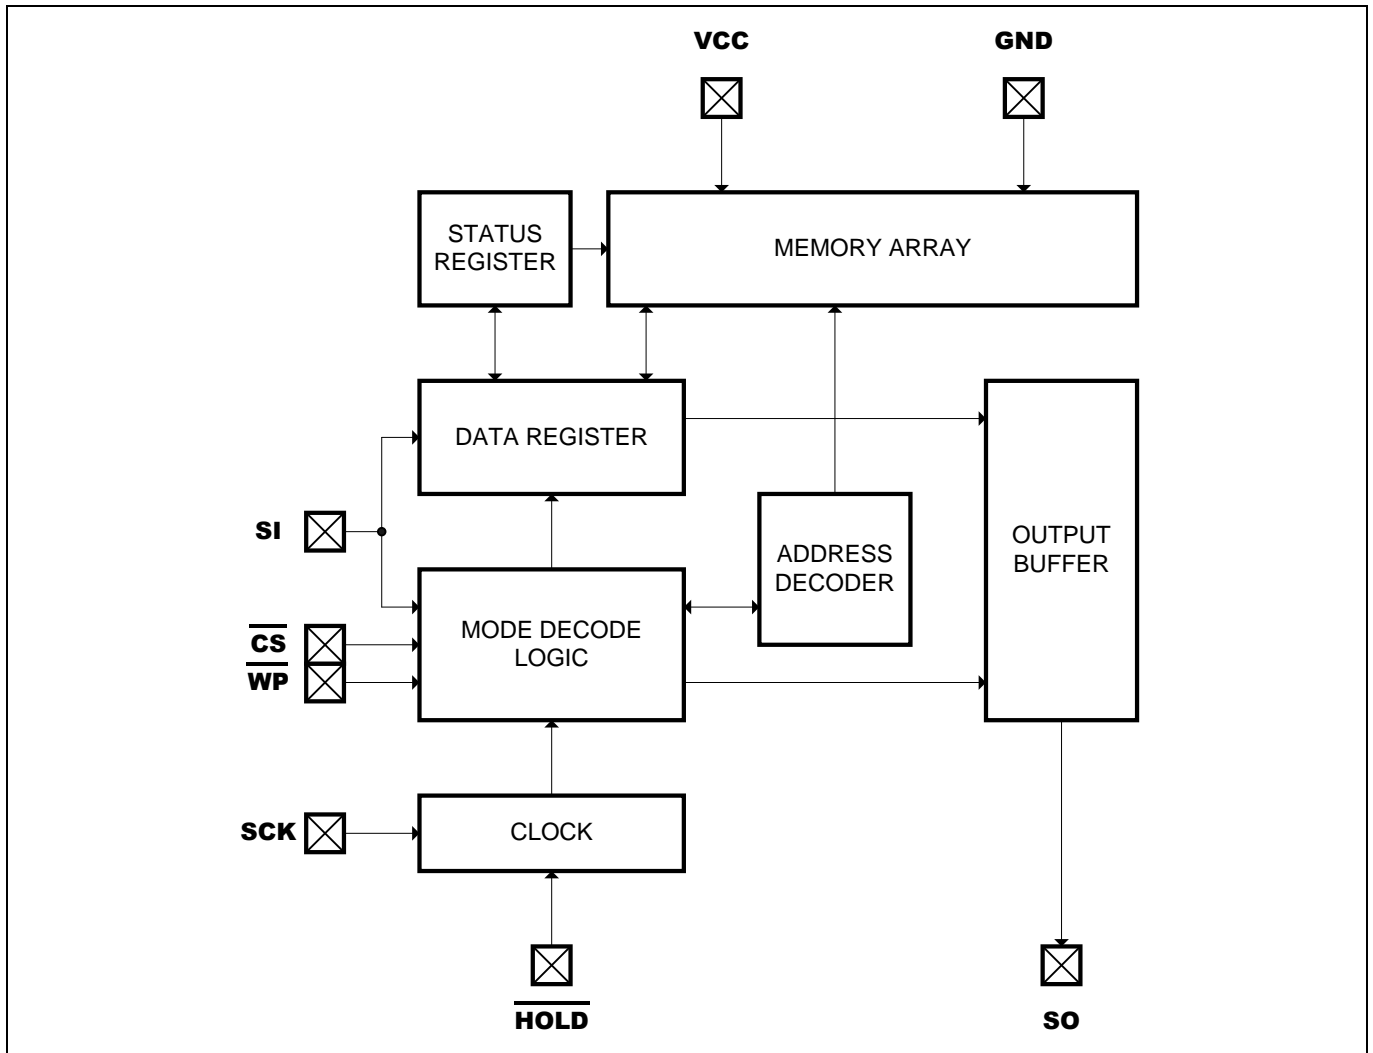 VCC
GND
STATUS
REGISTER
MEMORY ARRAY
DATA REGISTER
SI
ADDRESS
DECODER
OUTPUT
BUFFER
CS
WP
MODE DECODE
LOGIC
SCK
CLOCK
HOLD
SO